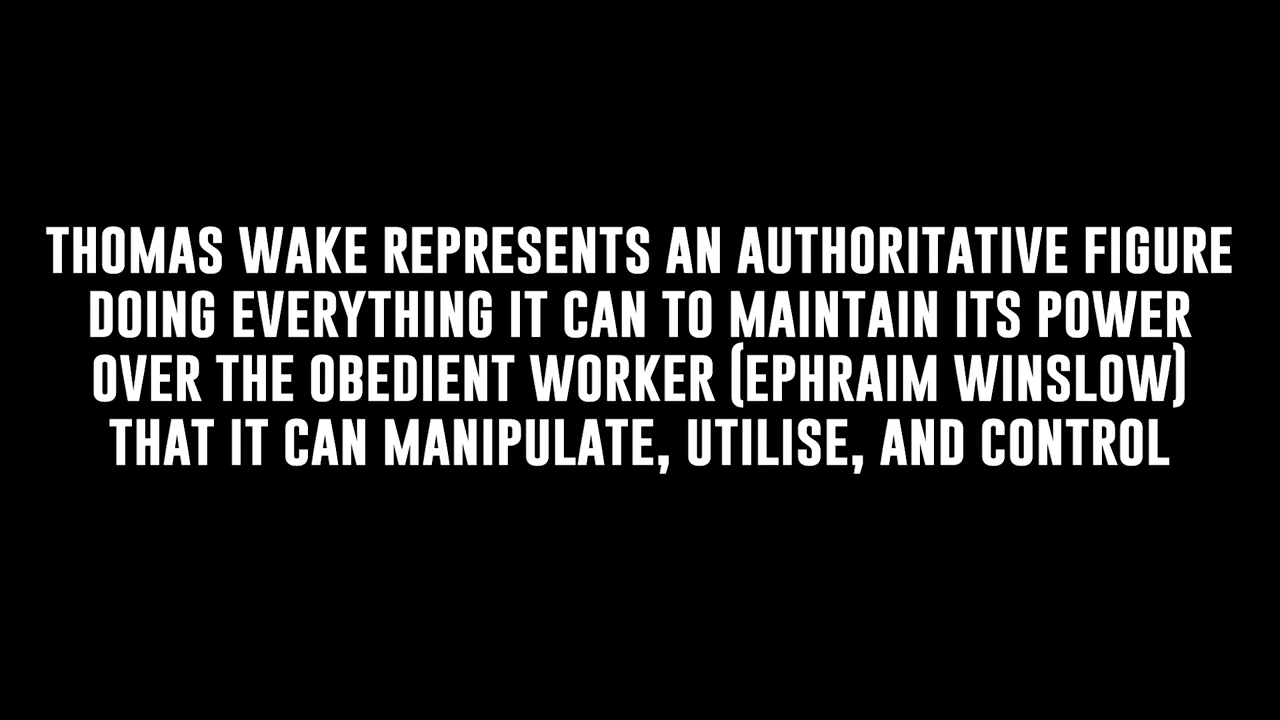 THOMAS WAKE REPRESENTS AN AUTHORITATIVE FIGURE
DOING EVERYTHING IT CAN TO MAINTAIN ITS POWER
OVER THE OBEDIENT WORKER (EPHRAIM WINSLOW)
THAT IT CAN MANIPULATE, UTILISE, AND CONTROL